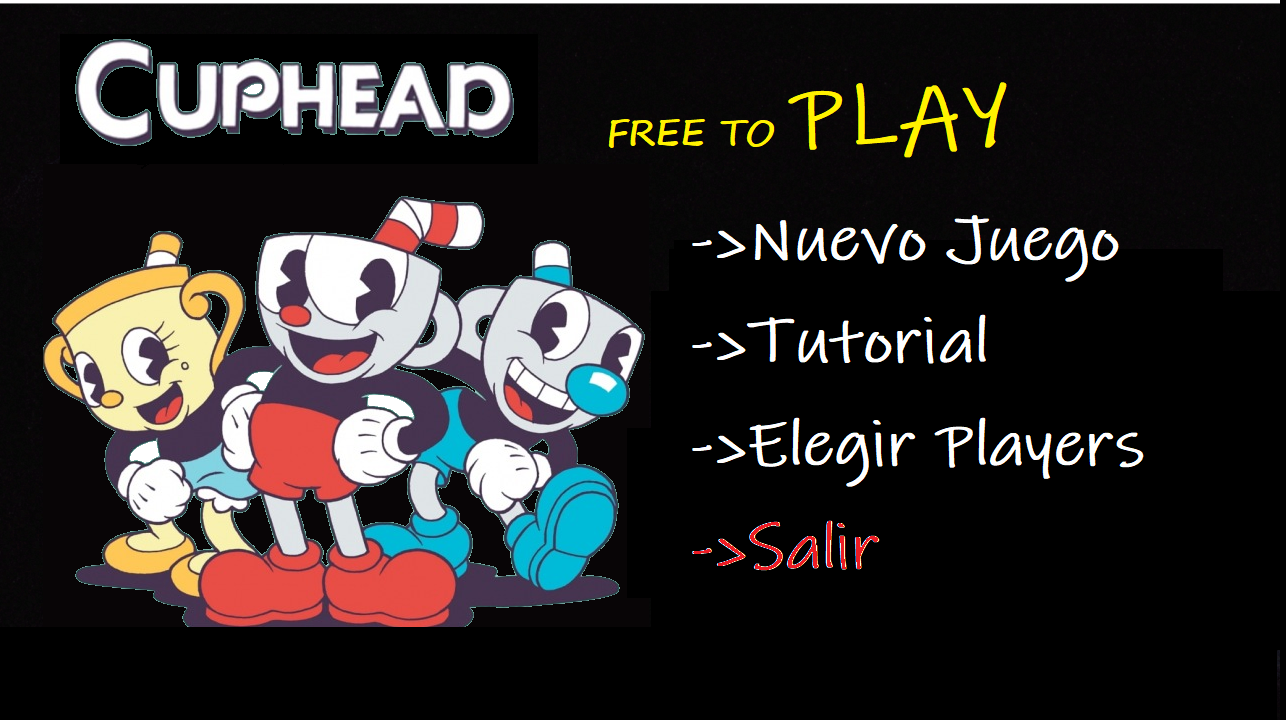 CUPHEAD
FREE TO PLAY
->Nuevo Juego
->Tutorial
->Elegir Players
->Salir